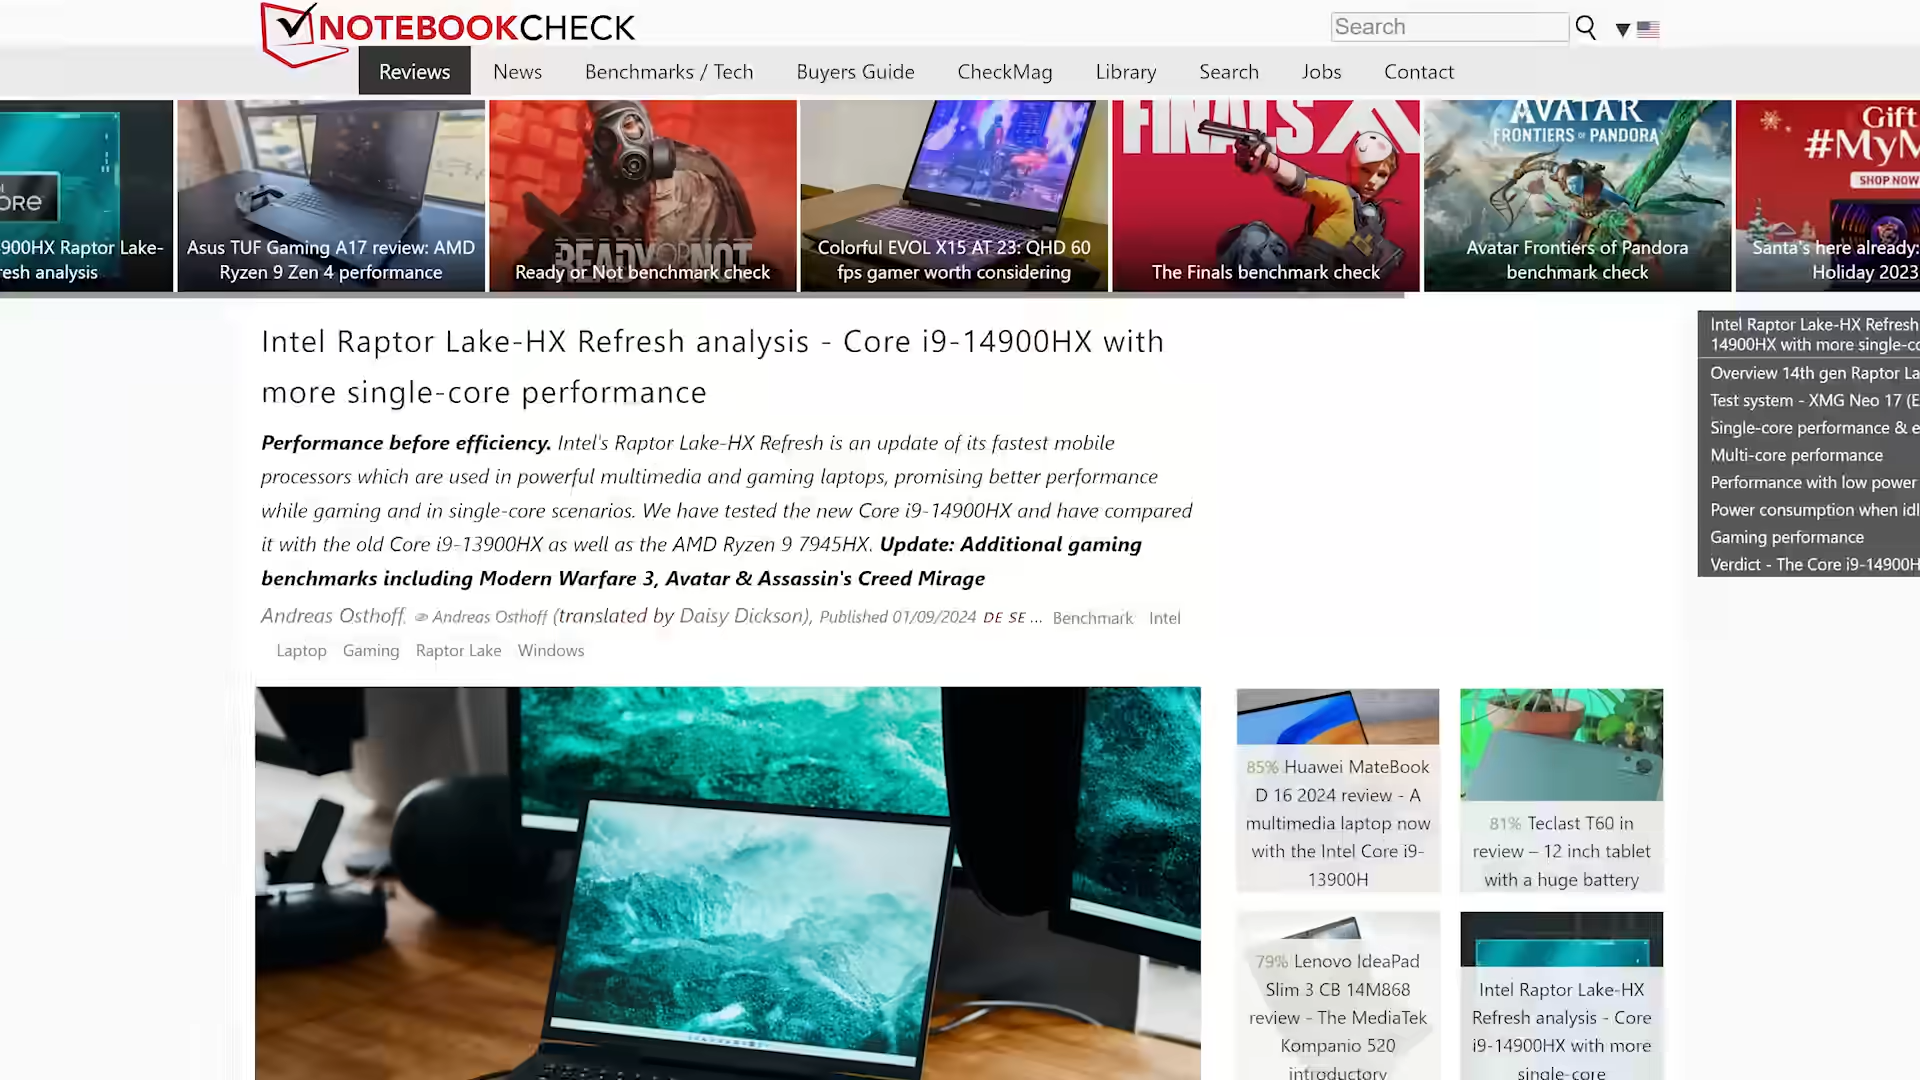 NOTEBOOKCHECK
Search
Reviews
News
Benchmarks / Tech
Buyers Guide
CheckMag
Library
Search
Jobs
Contact
ORE
900HX Raptor Lake-
resh analysis
Asus TUF Gaming A17 review: AMD
Ryzen 9 Zen 4 performance
READY OR NOT
Ready or Not benchmark check
Colorful EVOL X15 AT 23: QHD 60
fps gamer worth considering
FINALS
The Finals benchmark check
AVATAR
FRONTIERS OF PANDORA
Avatar Frontiers of Pandora
benchmark check
Gift
#MyM
SHOP NOW
Santa's here already:
Holiday 2023
Intel Raptor Lake-HX Refresh analysis - Core i9-14900HX with
more single-core performance
Performance before efficiency. Intel's Raptor Lake-HX Refresh is an update of its fastest mobile
processors which are used in powerful multimedia and gaming laptops, promising better performance
while gaming and in single-core scenarios. We have tested the new Core i9-14900HX and have compared
it with the old Core i9-13900HX as well as the AMD Ryzen 9 7945HX. Update: Additional gaming
benchmarks including Modern Warfare 3, Avatar & Assassin's Creed Mirage
Andreas Osthoff, Andreas Osthoff (translated by Daisy Dickson), Published 01/09/2024 DE SE ... Benchmark Intel
Laptop Gaming Raptor Lake Windows
Intel Raptor Lake-HX Refresh
14900HX with more single-co
Overview 14th gen Raptor La
Test system - XMG Neo 17 (E
Single-core performance & e
Multi-core performance
Performance with low power
Power consumption when idl
Gaming performance
Verdict - The Core i9-14900H
85% Huawei MateBook
D 16 2024 review - A
multimedia laptop now
with the Intel Core i9-
13900H
81% Teclast T60 in
review – 12 inch tablet
with a huge battery
79% Lenovo IdeaPad
Slim 3 CB 14M868
review - The MediaTek
Kompanio 520
introductory
Intel Raptor Lake-HX
Refresh analysis - Core
i9-14900HX with more
single-core